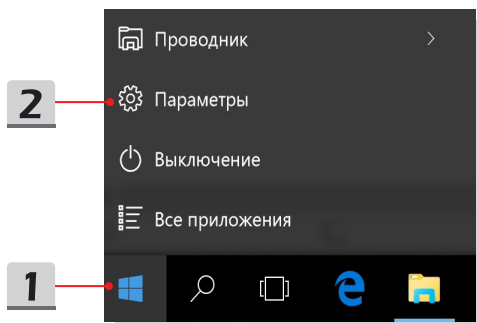 Проводник
2
Параметры
Выключение
Все приложения
1